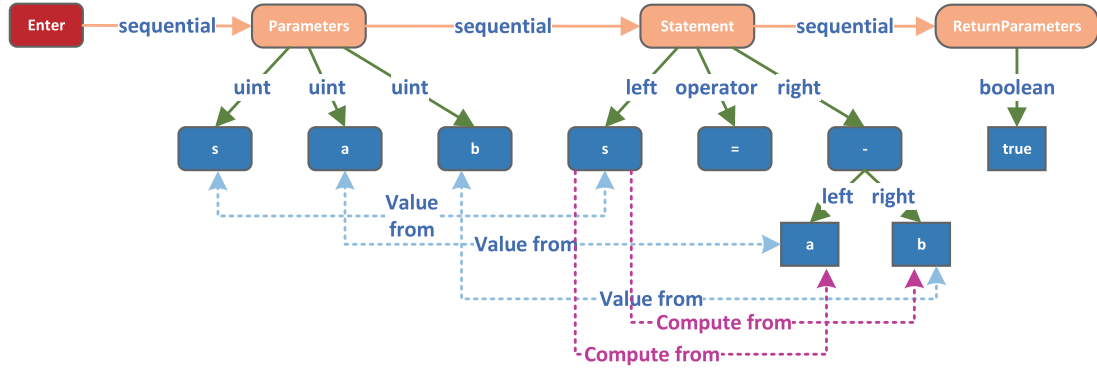 Enter sequential Parameters sequential Statement sequential ReturnParameters
uint uint uint left operator right boolean
s a b s = - true
left right
Value
from
Value from a b
Value from
Compute from
Compute from